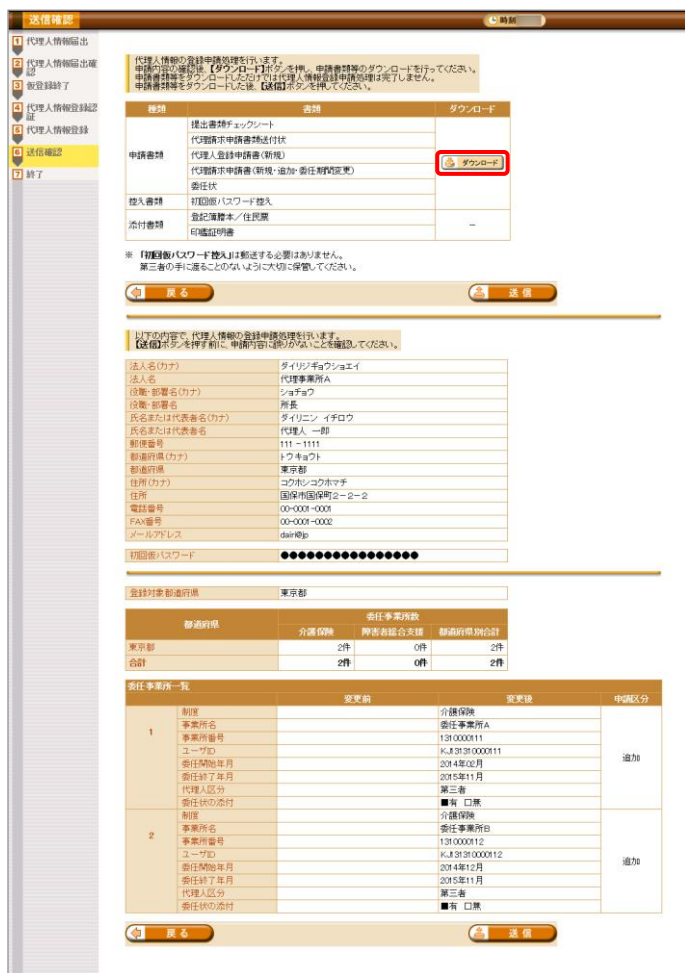 送信確認
時刻
1 代理人情報届出
2 代理人情報届出確認
3 仮登録終了
4 代理人情報登録認証
5 代理人情報登録
6 送信確認
7 終了
代理人情報の登録申請処理を行います。
申請内容の確認後、【ダウンロード】ボタンを押し、申請書類等のダウンロードを行ってください。
申請書類等をダウンロードしただけでは代理人情報登録申請処理は完了しません。
申請書類等をダウンロードした後、【送信】ボタンを押してください。
種類 書類 ダウンロード
申請書類
提出書類チェックシート
代理請求申請書類送付状
代理人登録申請書(新規)
代理請求申請書(新規・追加・委任期間変更)
委任状
ダウンロード
控え書類 初回仮パスワード控え
添付書類
登記簿謄本／住民票
印鑑証明書
－
※ 「初回仮パスワード控え」は郵送する必要はありません。
第三者の手に渡ることのないように大切に保管してください。
戻る 送信
以下の内容で、代理人情報の登録申請処理を行います。
【送信】ボタンを押す前に、申請内容に誤りがないことを確認してください。
法人名(カナ) ダイリジギョウショエイ
法人名 代理事業所A
役職・部署名(カナ) ショチョウ
役職・部署名 所長
氏名または代表者名(カナ) ダイリニン イチロウ
氏名または代表者名 代理人 一郎
郵便番号 111－1111
都道府県(カナ) トウキョウト
都道府県 東京都
住所(カナ) コクホシコクホマチ
住所 国保市国保町２－２－２
電話番号 00-0001-0001
FAX番号 00-0001-0002
メールアドレス dairi@jp
初回仮パスワード ●●●●●●●●●●●●●●●●
登録対象都道府県 東京都
都道府県 委任事業所数
介護保険 障害者総合支援 都道府県別合計
東京都 2件 0件 2件
合計 2件 0件 2件
委任事業所一覧
変更前 変更後 申請区分
1
制度 介護保険
事業所名 委任事業所A
事業所番号 1310000111
ユーザID KJ131310000111
委任開始年月 2014年02月
委任終了年月 2015年11月
代理人区分 第三者
委任状の添付 ■有 □無
追加
2
制度 介護保険
事業所名 委任事業所B
事業所番号 1310000112
ユーザID KJ131310000112
委任開始年月 2014年12月
委任終了年月 2015年11月
代理人区分 第三者
委任状の添付 ■有 □無
追加
戻る 送信